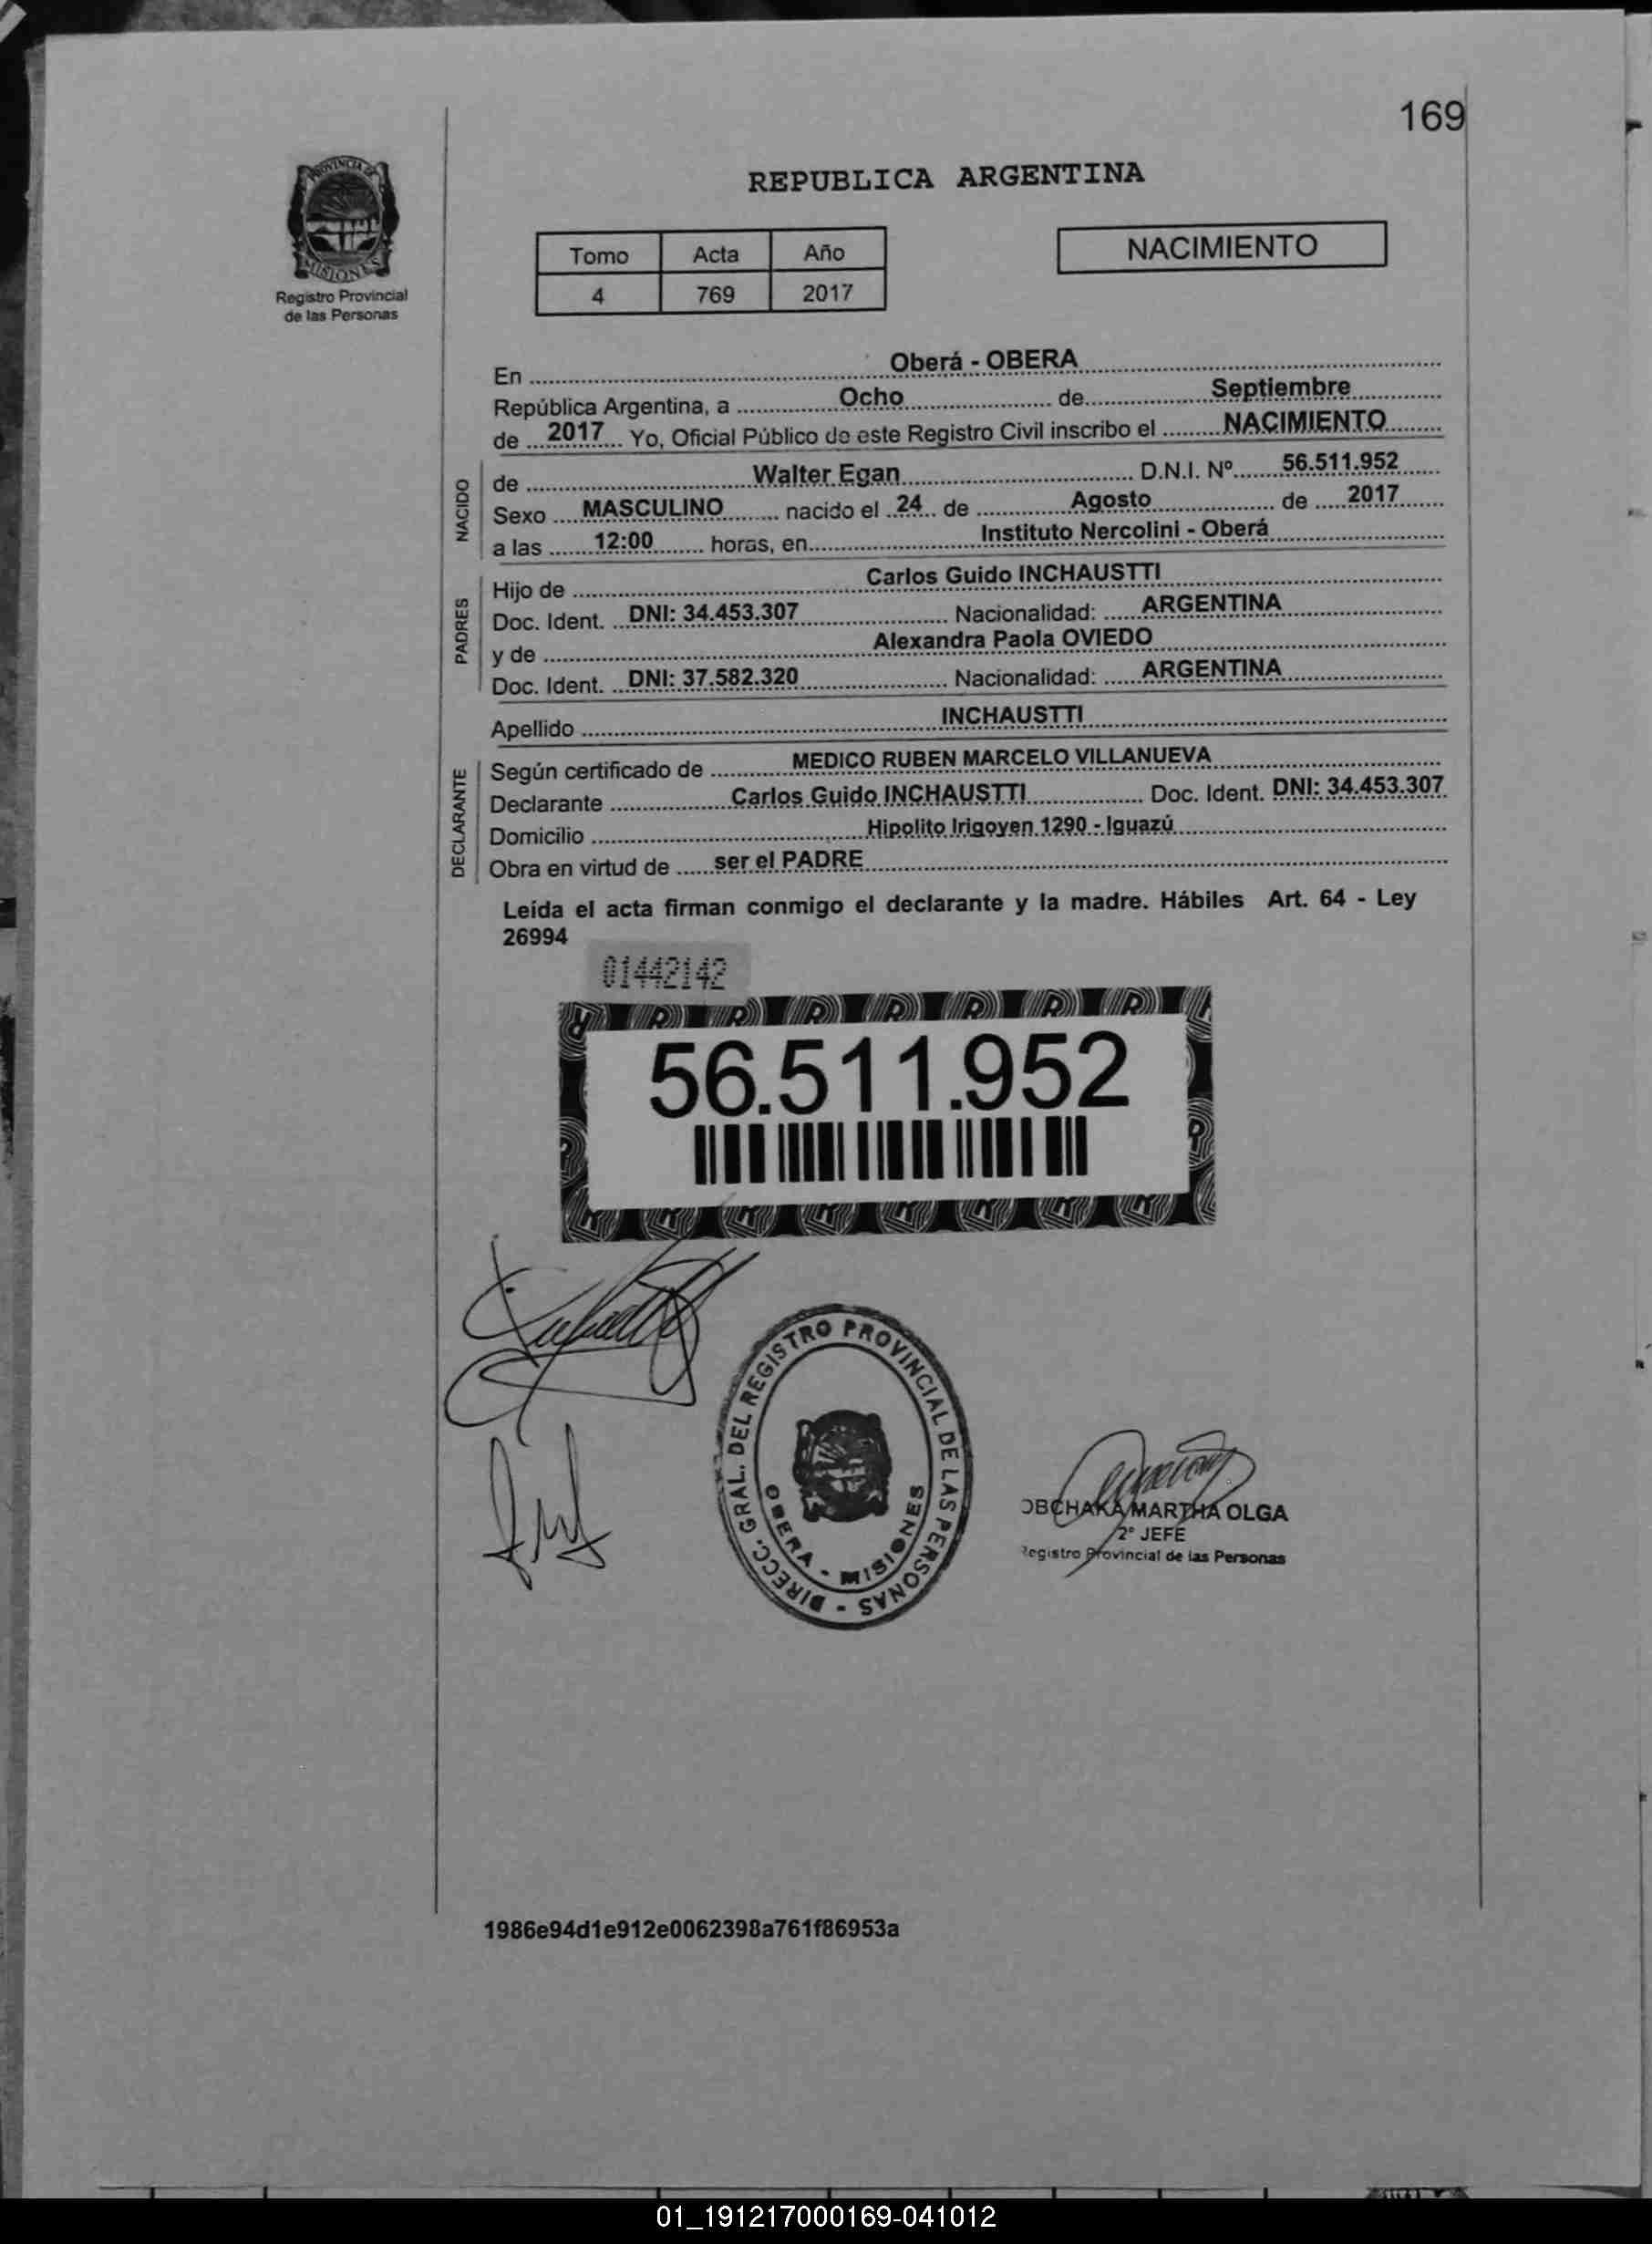 169
PROVINCIA DE
MISIONES
Registro Provincial
de las Personas
REPUBLICA ARGENTINA
Tomo Acta Año
4 769 2017
NACIMIENTO
En Oberá - OBERA
República Argentina, a Ocho de Septiembre
de 2017 Yo, Oficial Público de este Registro Civil inscribo el NACIMIENTO
NACIDO
de Walter Egan D.N.I. Nº 56.511.952
Sexo MASCULINO nacido el 24 de Agosto de 2017
a las 12:00 horas, en Instituto Nercolini - Oberá
PADRES
Hijo de Carlos Guido INCHAUSTTI
Doc. Ident. DNI: 34.453.307 Nacionalidad: ARGENTINA
y de Alexandra Paola OVIEDO
Doc. Ident. DNI: 37.582.320 Nacionalidad: ARGENTINA
Apellido INCHAUSTTI
DECLARANTE
Según certificado de MEDICO RUBEN MARCELO VILLANUEVA
Declarante Carlos Guido INCHAUSTTI Doc. Ident. DNI: 34.453.307
Domicilio Hipolito Irigoyen 1290 - Iguazú
Obra en virtud de ser el PADRE
Leída el acta firman conmigo el declarante y la madre. Hábiles Art. 64 - Ley
26994
01442142
56.511.952
DIRECC. GRAL. DEL REGISTRO PROVINCIAL DE LAS PERSONAS -
OBERA - MISIONES
OBCHAKA MARTHA OLGA
2º JEFE
Registro Provincial de las Personas
1986e94d1e912e0062398a761f86953a
01_191217000169-041012